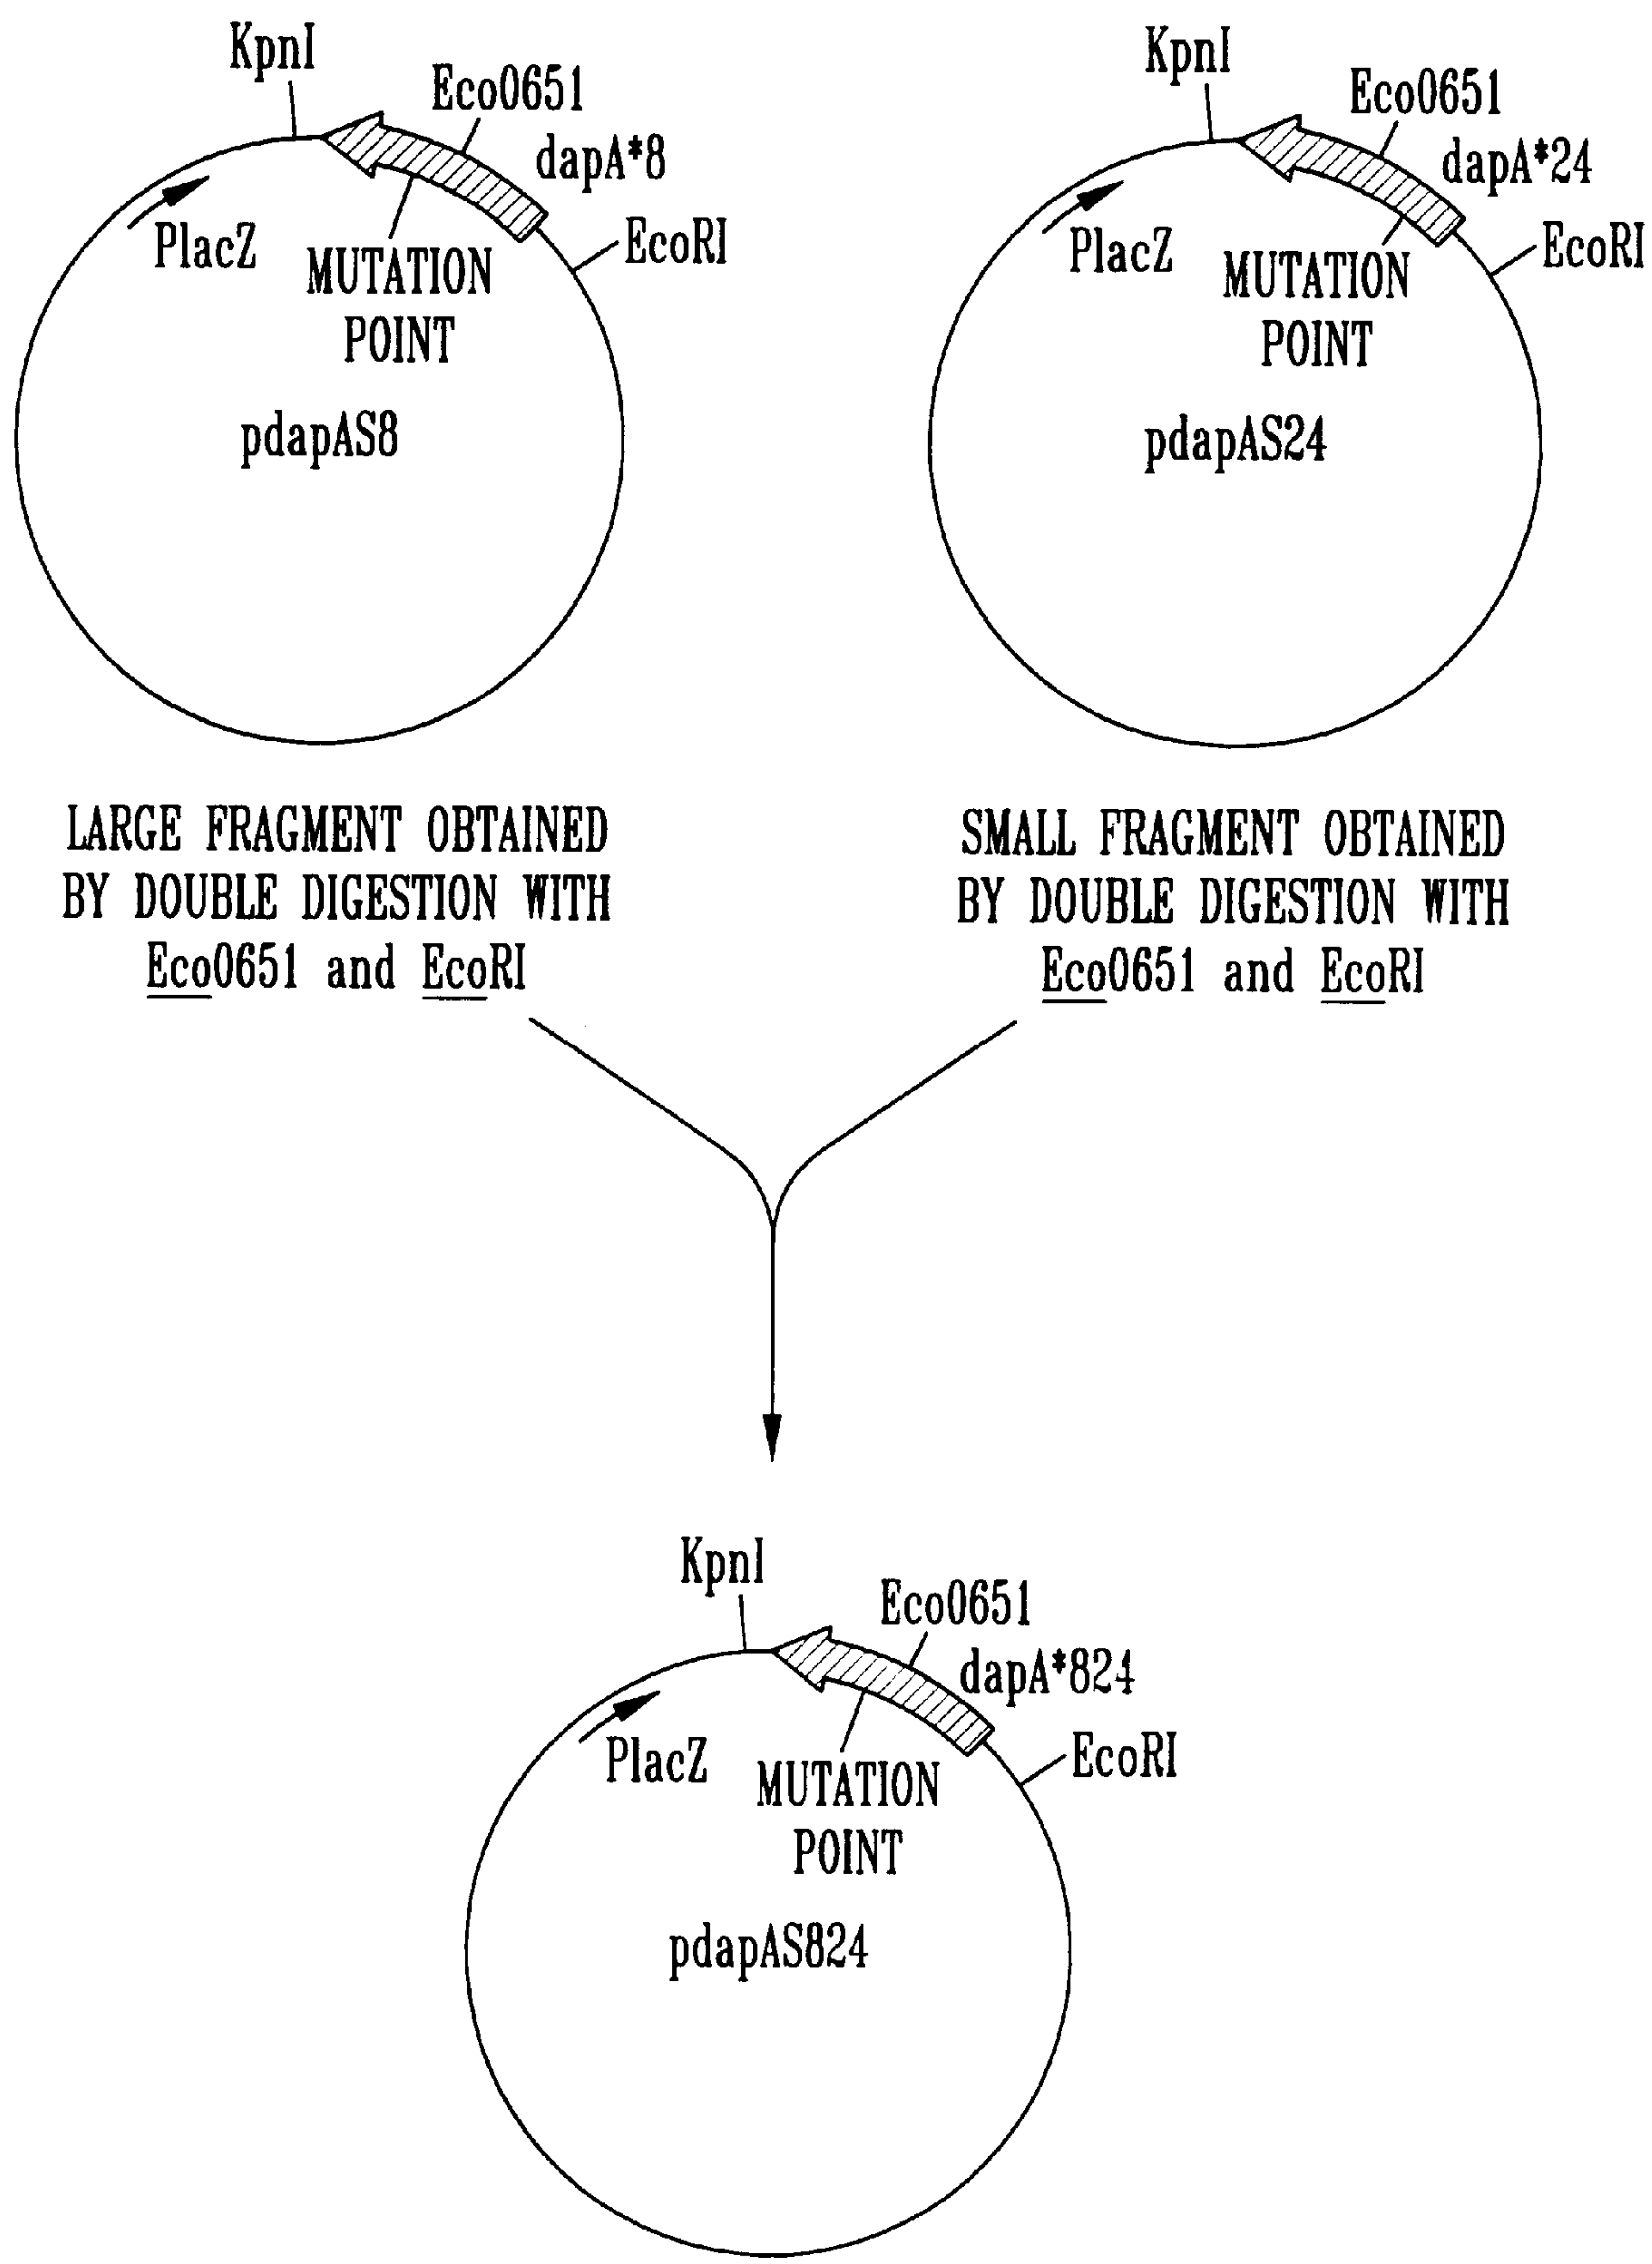 KpnI
Eco0651
dapA*8
EcoRI
PlacZ
MUTATION
POINT
pdapAS8
KpnI
Eco0651
dapA*24
EcoRI
PlacZ
MUTATION
POINT
pdapAS24
LARGE FRAGMENT OBTAINED
BY DOUBLE DIGESTION WITH
Eco0651 and EcoRI
SMALL FRAGMENT OBTAINED
BY DOUBLE DIGESTION WITH
Eco0651 and EcoRI
KpnI
Eco0651
dapA*824
EcoRI
PlacZ
MUTATION
POINT
pdapAS824